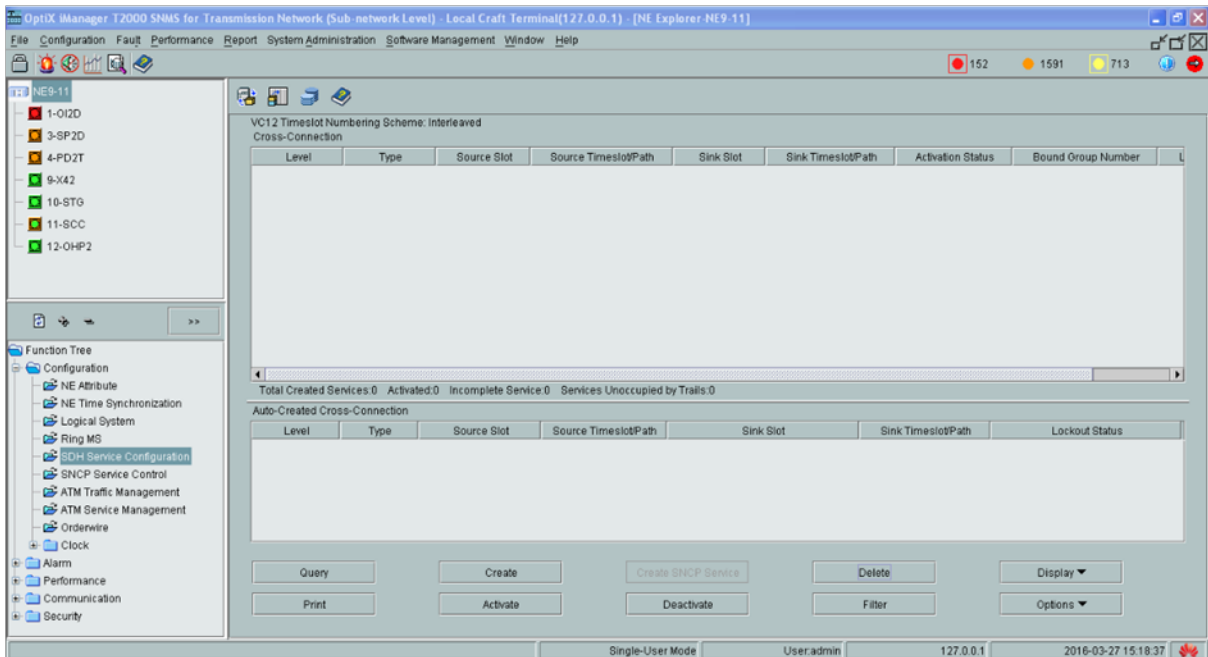 OptiX iManager T2000 SNMS for Transmission Network (Sub-network Level) - Local Craft Terminal(127.0.0.1) - [NE Explorer-NE9-11]
File Configuration Fault Performance Report System Administration Software Management Window Help
152 1591 713
NE9-11
1-OI2D
3-SP2D
4-PD2T
9-X42
10-STG
11-SCC
12-OHP2
>>
Function Tree
Configuration
NE Attribute
NE Time Synchronization
Logical System
Ring MS
SDH Service Configuration
SNCP Service Control
ATM Traffic Management
ATM Service Management
Orderwire
Clock
Alarm
Performance
Communication
Security
VC12 Timeslot Numbering Scheme: Interleaved
Cross-Connection
Level Type Source Slot Source Timeslot/Path Sink Slot Sink Timeslot/Path Activation Status Bound Group Number L
Total Created Services:0 Activated:0 Incomplete Service:0 Services Unoccupied by Trails:0
Auto-Created Cross-Connection
Level Type Source Slot Source Timeslot/Path Sink Slot Sink Timeslot/Path Lockout Status
Query Create Create SNCP Service Delete Display
Print Activate Deactivate Filter Options
Single-User Mode User:admin 127.0.0.1 2016-03-27 15:18:37